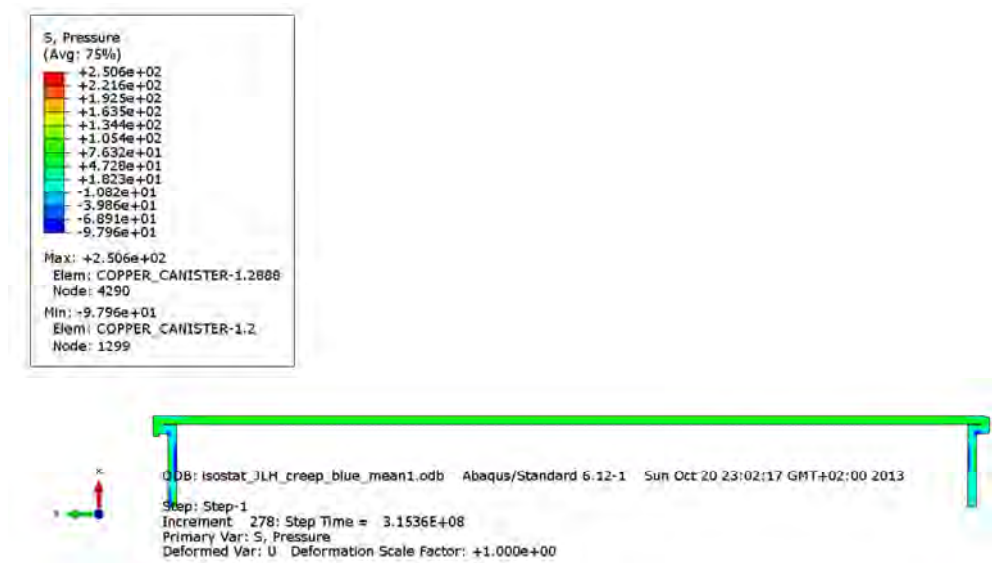 S, Pressure
(Avg: 75%)
+2.506e+02
+2.216e+02
+1.925e+02
+1.635e+02
+1.344e+02
+1.054e+02
+7.632e+01
+4.728e+01
+1.823e+01
-1.082e+01
-3.986e+01
-6.891e+01
-9.796e+01
Max: +2.506e+02
Elem: COPPER_CANISTER-1.2888
Node: 4290
Min: -9.796e+01
Elem: COPPER_CANISTER-1.2
Node: 1299
ODB: isostat_JLH_creep_blue_mean1.odb Abaqus/Standard 6.12-1 Sun Oct 20 23:02:17 GMT+02:00 2013
Step: Step-1
Increment 278: Step Time = 3.1536E+08
Primary Var: S, Pressure
Deformed Var: U Deformation Scale Factor: +1.000e+00